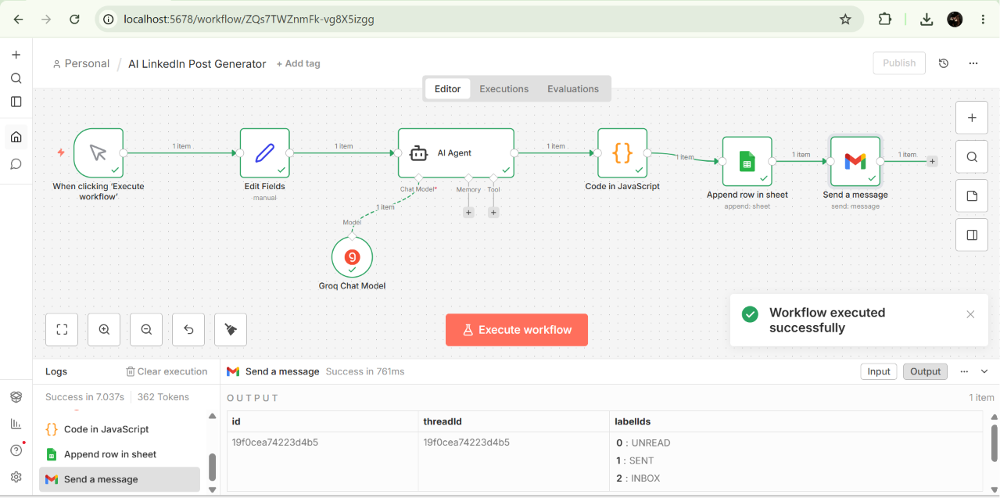 localhost:5678/workflow/ZQs7TWZnmFk-vg8X5izgg
Personal / AI LinkedIn Post Generator + Add tag
Publish
Editor Executions Evaluations
1 item
1 item
1 item
1 item
1 item
1 item
AI Agent
When clicking ‘Execute
workflow’
Edit Fields
manual
Chat Model*
Memory
Tool
1 item
Model
Groq Chat Model
Code in JavaScript
Append row in sheet
append: sheet
Send a message
send: message
Execute workflow
Workflow executed
successfully
Logs
Clear execution
Send a message Success in 761ms
Input
Output
Success in 7.037s 362 Tokens
OUTPUT
1 item
Code in JavaScript
Append row in sheet
Send a message
id threadId labelIds
19f0cea74223d4b5 19f0cea74223d4b5 0 : UNREAD
1 : SENT
2 : INBOX